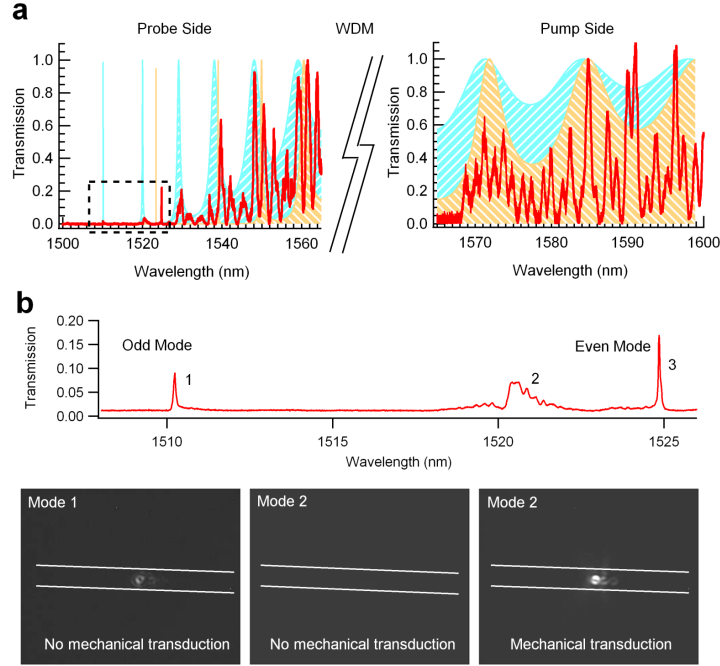 a
Probe Side WDM Pump Side
Transmission
1.0
0.8
0.6
0.4
0.2
0.0
1500 1520 1540 1560
Wavelength (nm)
Transmission
1.0
0.8
0.6
0.4
0.2
0.0
1570 1580 1590 1600
Wavelength (nm)
b
Transmission
0.20
0.15
0.10
0.05
0.00
Odd Mode
Even Mode
1 2 3
1510 1515 1520 1525
Wavelength (nm)
Mode 1
No mechanical transduction
Mode 2
No mechanical transduction
Mode 2
Mechanical transduction